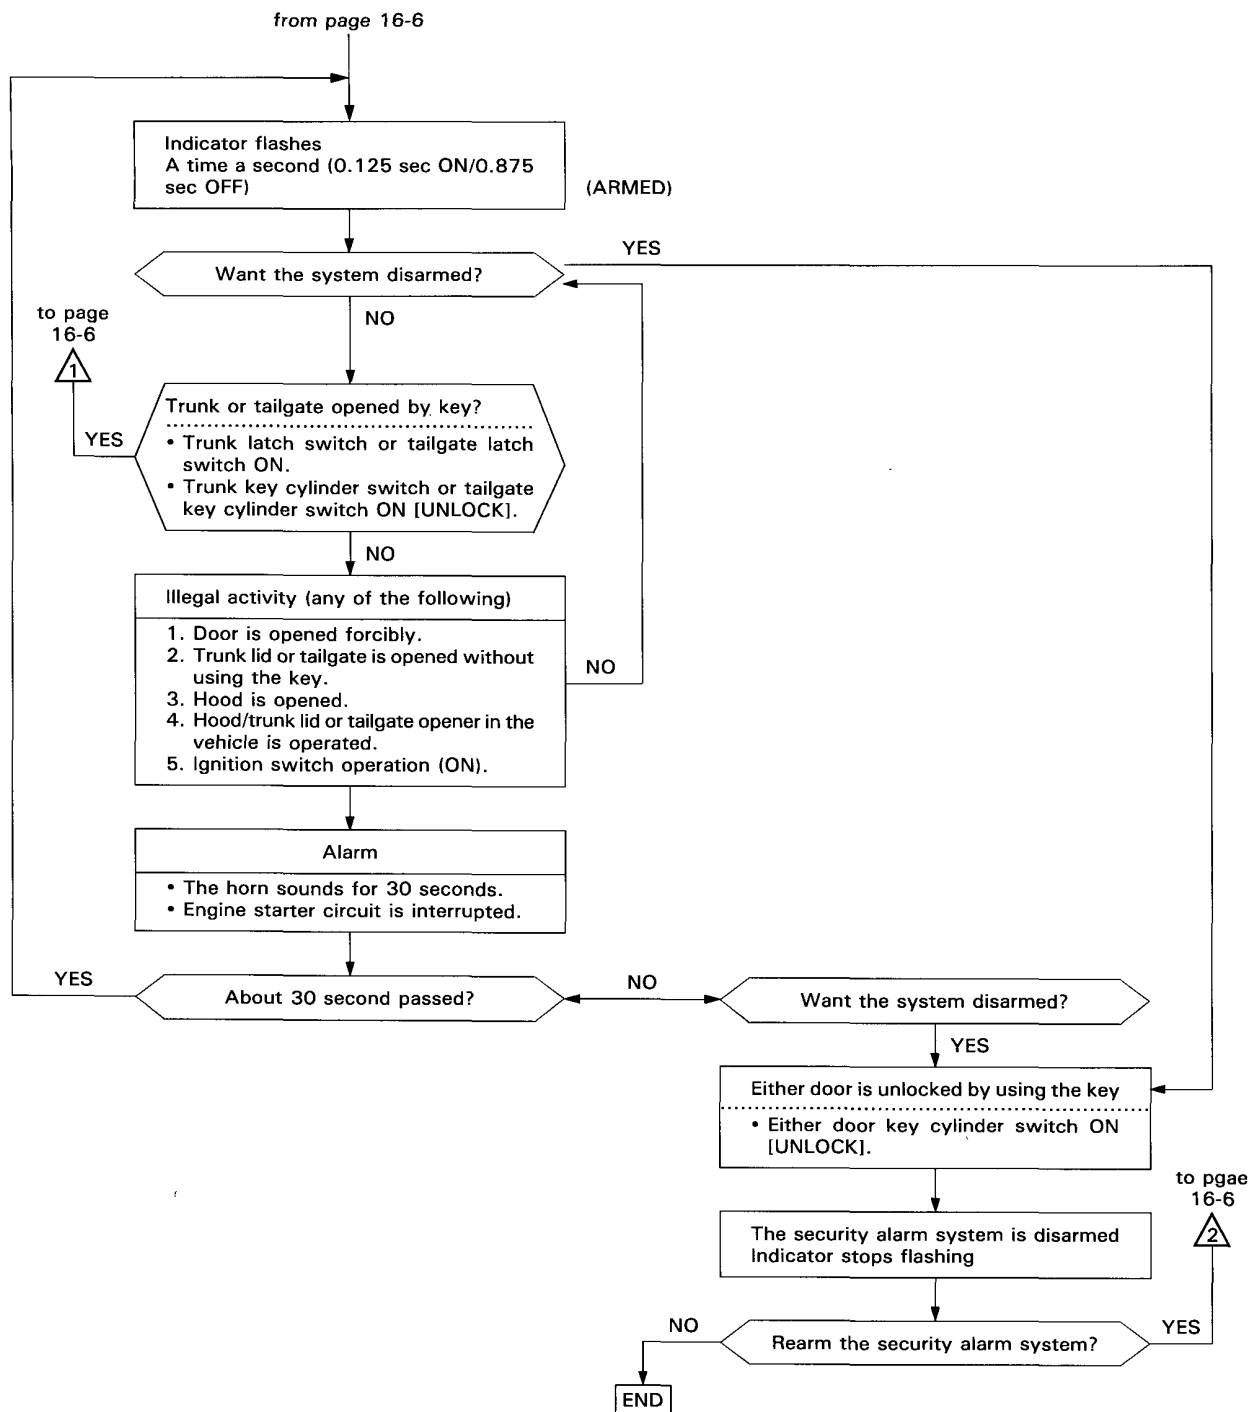 from page 16-6
Indicator flashes
A time a second (0.125 sec ON/0.875
sec OFF)
(ARMED)
YES
Want the system disarmed?
to page
16-6
NO
1
Trunk or tailgate opened by key?
YES
• Trunk latch switch or tailgate latch
switch ON.
• Trunk key cylinder switch or tailgate
key cylinder switch ON [UNLOCK].
NO
Illegal activity (any of the following)
1. Door is opened forcibly.
2. Trunk lid or tailgate is opened without
using the key.
3. Hood is opened.
4. Hood/trunk lid or tailgate opener in the
vehicle is operated.
5. Ignition switch operation (ON).
NO
Alarm
• The horn sounds for 30 seconds.
• Engine starter circuit is interrupted.
YES
About 30 second passed?
NO
Want the system disarmed?
YES
Either door is unlocked by using the key
• Either door key cylinder switch ON
[UNLOCK].
to pgae
16-6
2
The security alarm system is disarmed
Indicator stops flashing
NO
Rearm the security alarm system?
YES
END